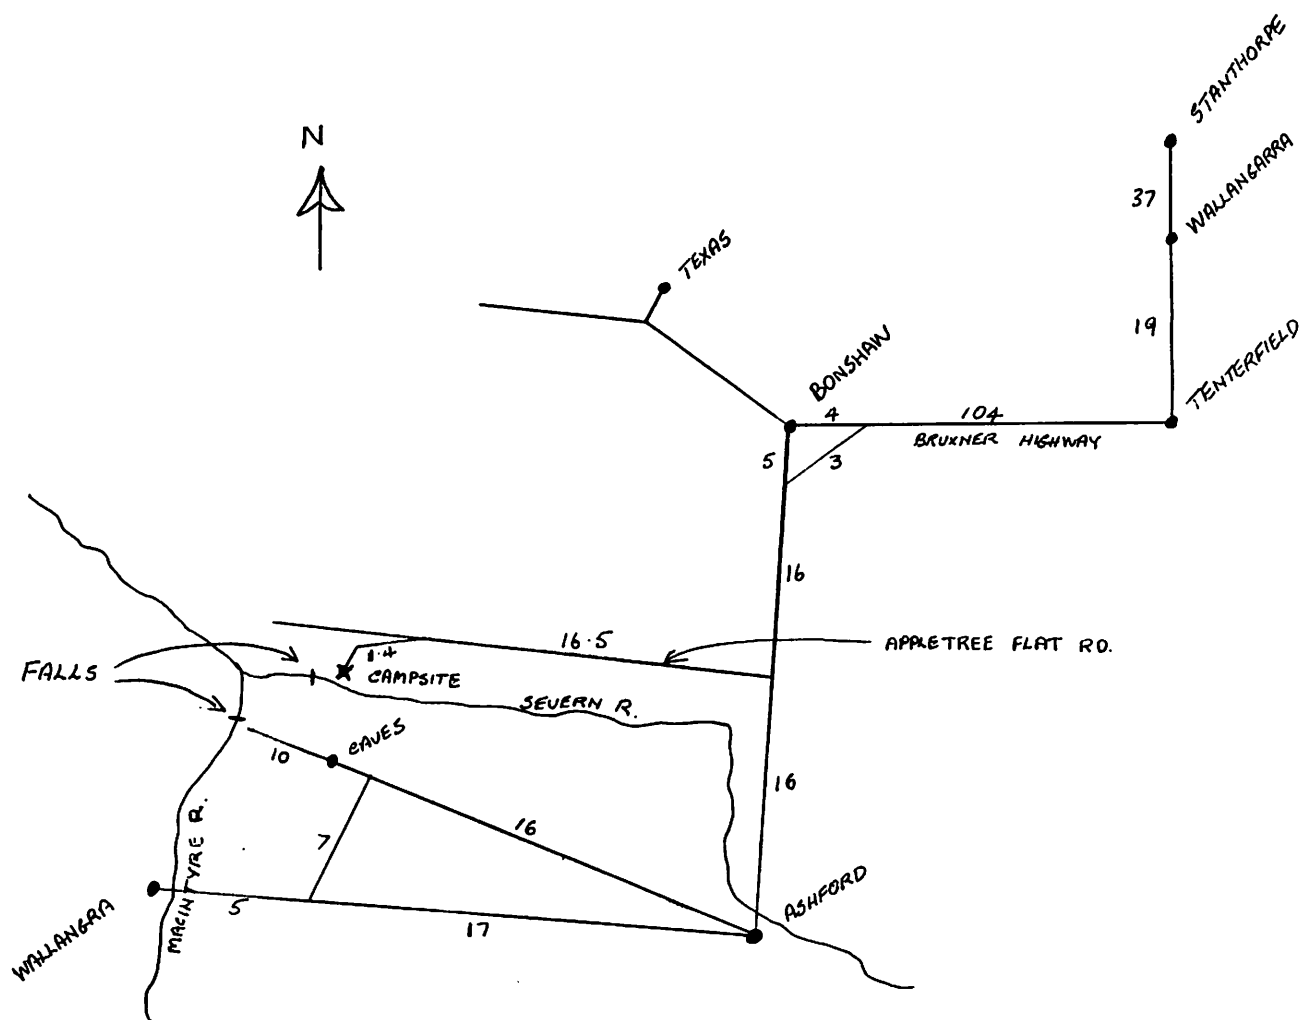 STANTHORPE
N
37
WALLANGARRA
TEXAS
19
BONSHAW
TENTERFIELD
4
104
BRUXNER HIGHWAY
5
3
16
16.5
APPLETREE FLAT RD.
1.4
FALLS
CAMPSITE
SEVERN R.
CAVES
10
16
16
7
MACINTYRE R.
ASHFORD
5
17
WALLANGRA